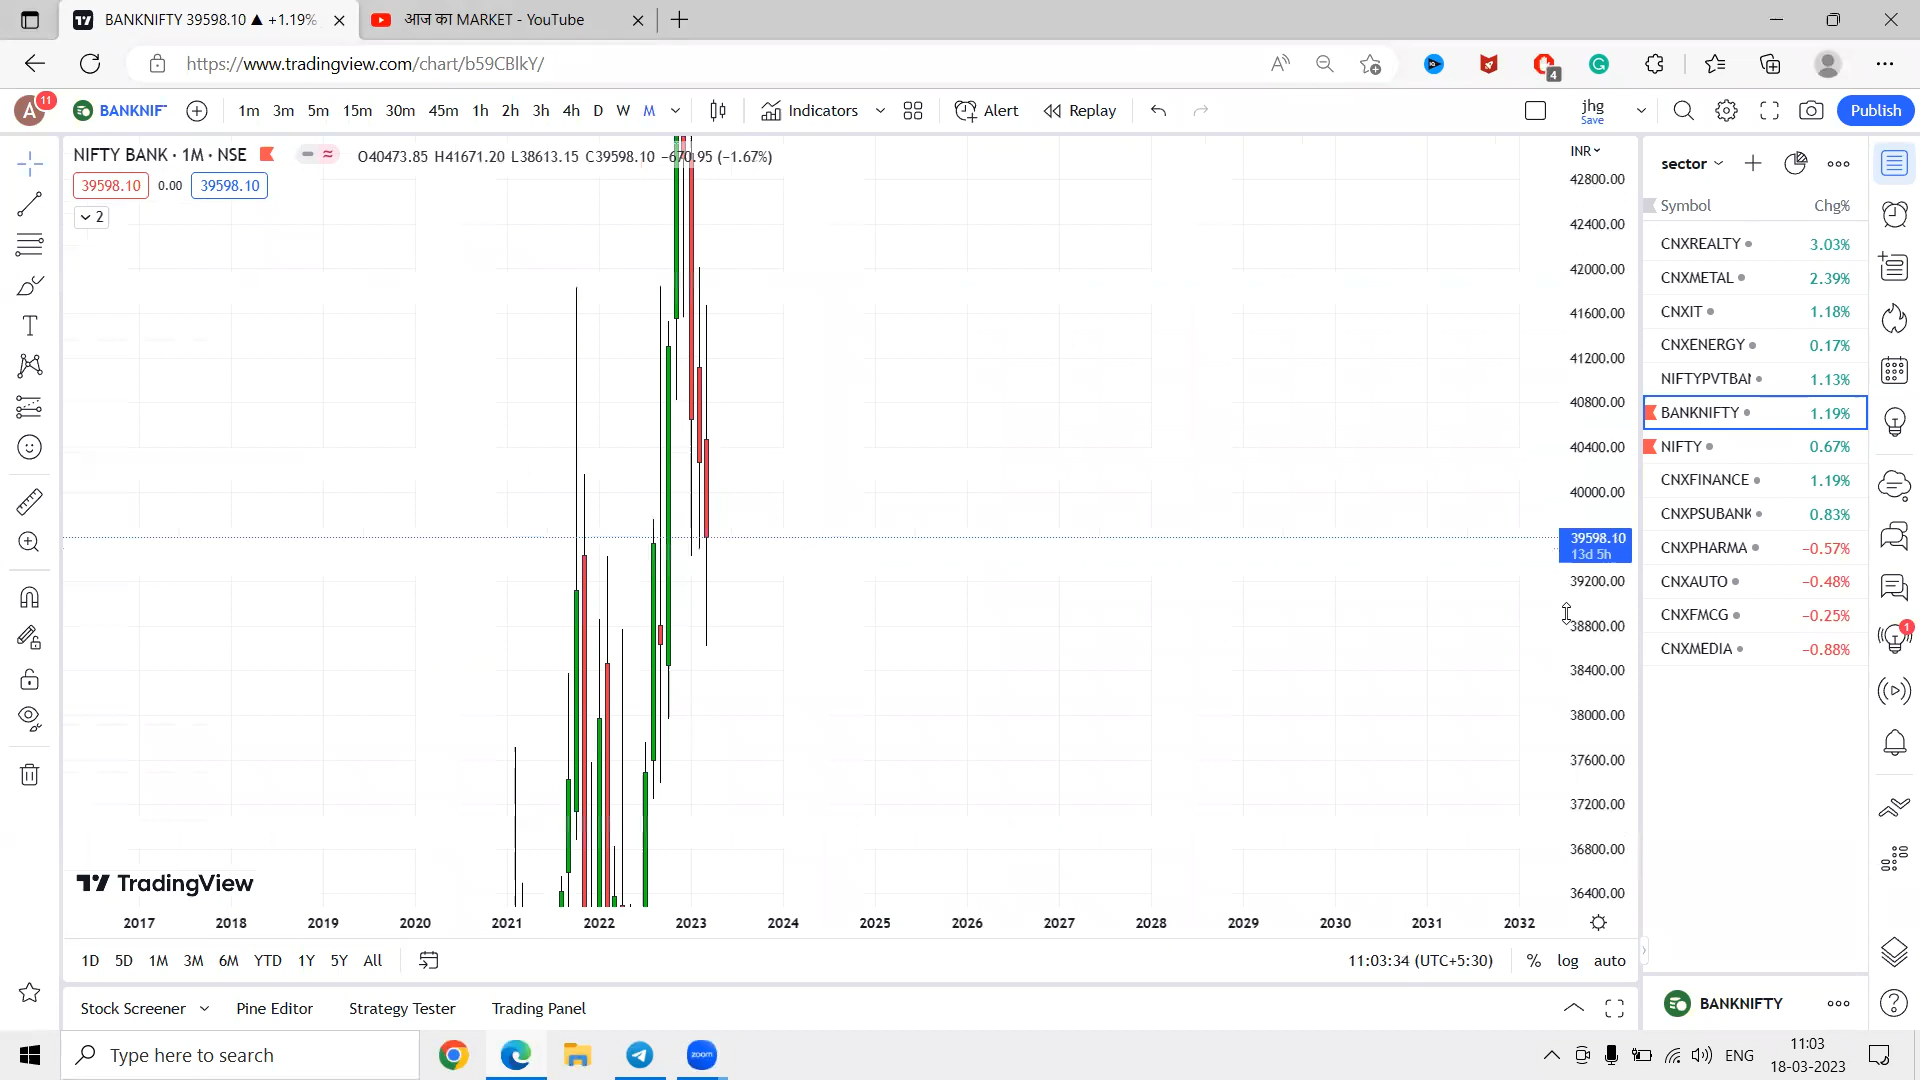 BANKNIFTY 39598.10 ▲ +1.19%
आज का MARKET - YouTube
https://www.tradingview.com/chart/b59CBlkY/
4
A
11
BANKNIF
1m 3m 5m 15m 30m 45m 1h 2h 3h 4h D W M
Indicators
Alert
Replay
jhg
Save
Publish
NIFTY BANK · 1M · NSE
O40473.85 H41671.20 L38613.15 C39598.10 −670.95 (−1.67%)
39598.10 0.00 39598.10
2
INR
42800.00
42400.00
42000.00
41600.00
41200.00
40800.00
40400.00
40000.00
39598.10
13d 5h
39200.00
38800.00
38400.00
38000.00
37600.00
37200.00
36800.00
36400.00
TradingView
2017 2018 2019 2020 2021 2022 2023 2024 2025 2026 2027 2028 2029 2030 2031 2032
1D 5D 1M 3M 6M YTD 1Y 5Y All
11:03:34 (UTC+5:30)
% log auto
Stock Screener
Pine Editor
Strategy Tester
Trading Panel
sector
Symbol Chg%
CNXREALTY 3.03%
CNXMETAL 2.39%
CNXIT 1.18%
CNXENERGY 0.17%
NIFTYPVTBAI 1.13%
BANKNIFTY 1.19%
NIFTY 0.67%
CNXFINANCE 1.19%
CNXPSUBANK 0.83%
CNXPHARMA −0.57%
CNXAUTO −0.48%
CNXFMCG −0.25%
CNXMEDIA −0.88%
1
BANKNIFTY
Type here to search
zoom
ENG
11:03
18-03-2023